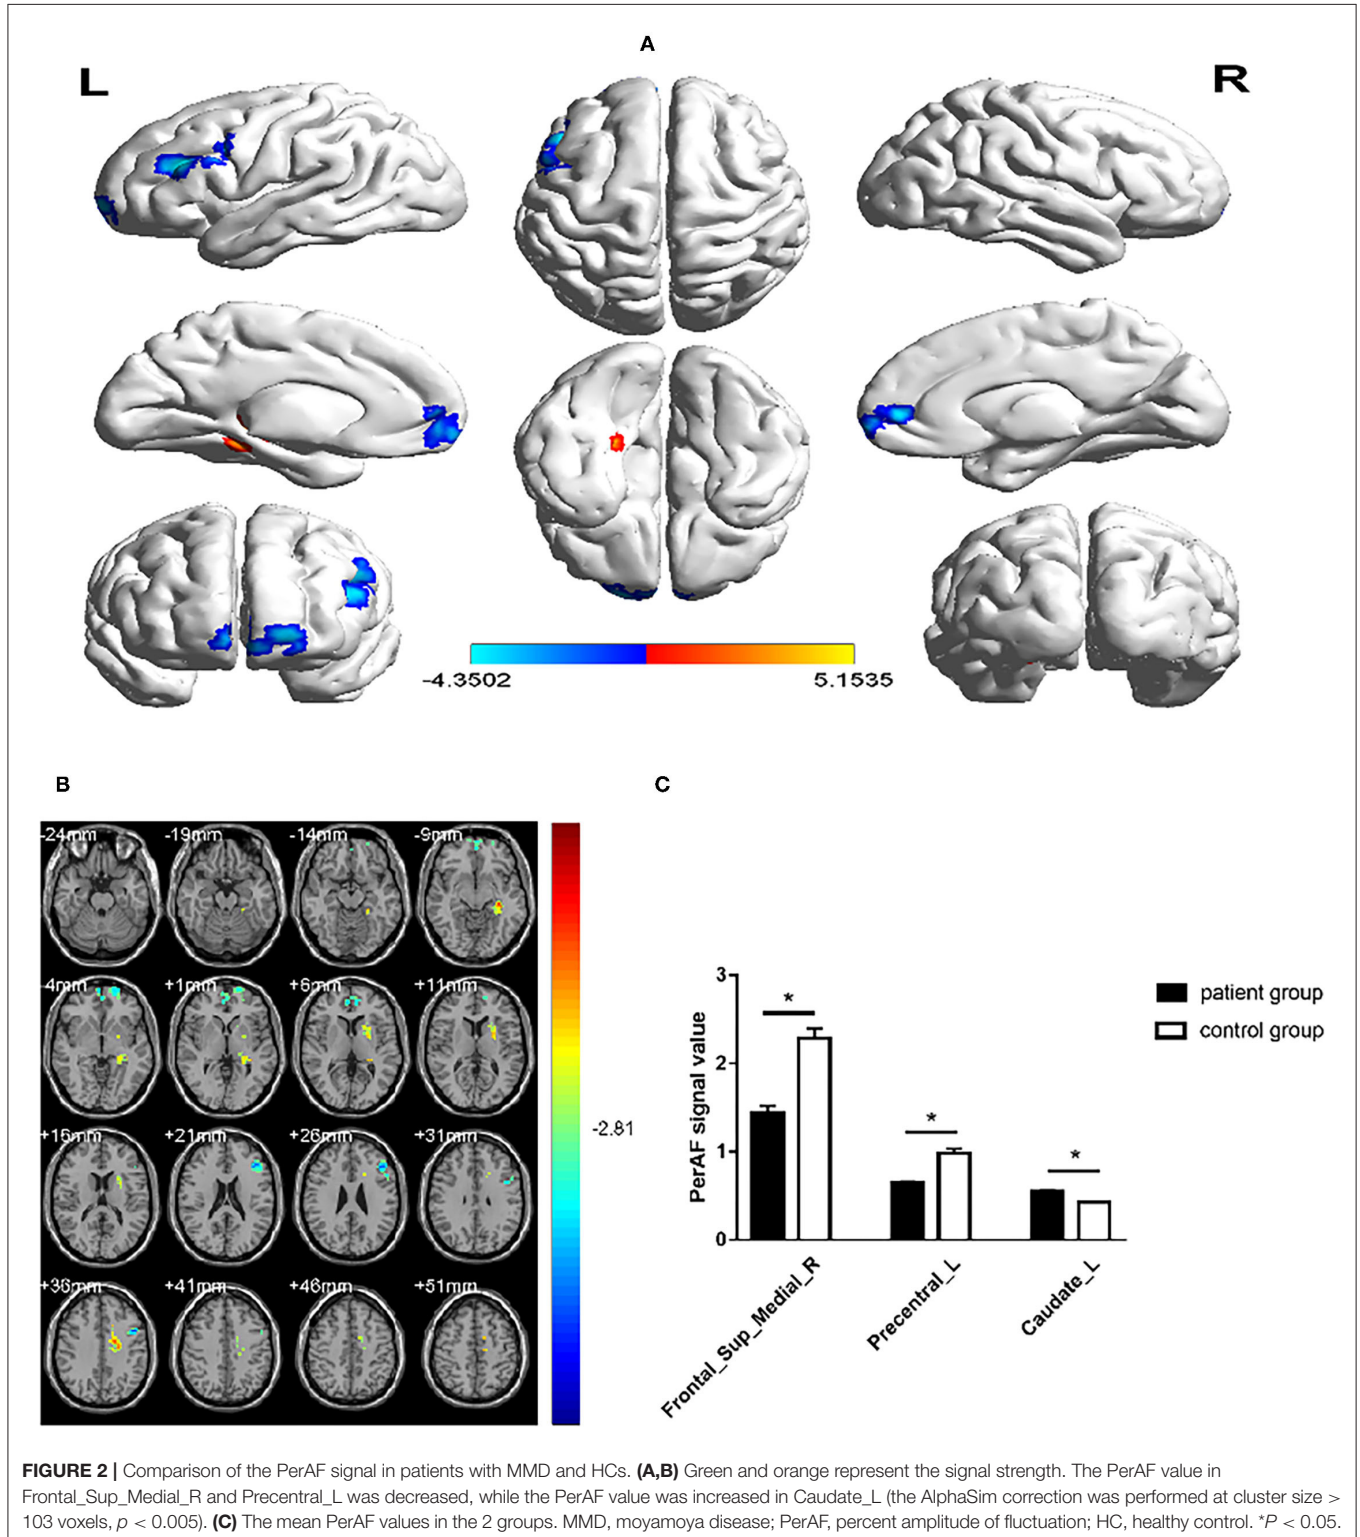 A
L
R
-4.3502
5.1535
B
C
-24mm
-19mm
-14mm
-9mm
-4mm
+1mm
+6mm
+11mm
+16mm
+21mm
+26mm
+31mm
+36mm
+41mm
+46mm
+51mm
-2.81
PerAF signal value
3
2
1
0
*
*
*
patient group
control group
Frontal_Sup_Medial_R
Precentral_L
Caudate_L
FIGURE 2 | Comparison of the PerAF signal in patients with MMD and HCs. (A,B) Green and orange represent the signal strength. The PerAF value in
Frontal_Sup_Medial_R and Precentral_L was decreased, while the PerAF value was increased in Caudate_L (the AlphaSim correction was performed at cluster size >
103 voxels, p < 0.005). (C) The mean PerAF values in the 2 groups. MMD, moyamoya disease; PerAF, percent amplitude of fluctuation; HC, healthy control. *P < 0.05.